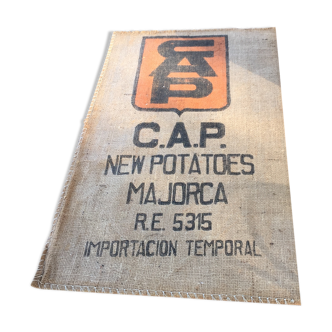 CAP
C.A.P.
NEW POTATOES
MAJORCA
R.E. 5315
IMPORTACION TEMPORAL